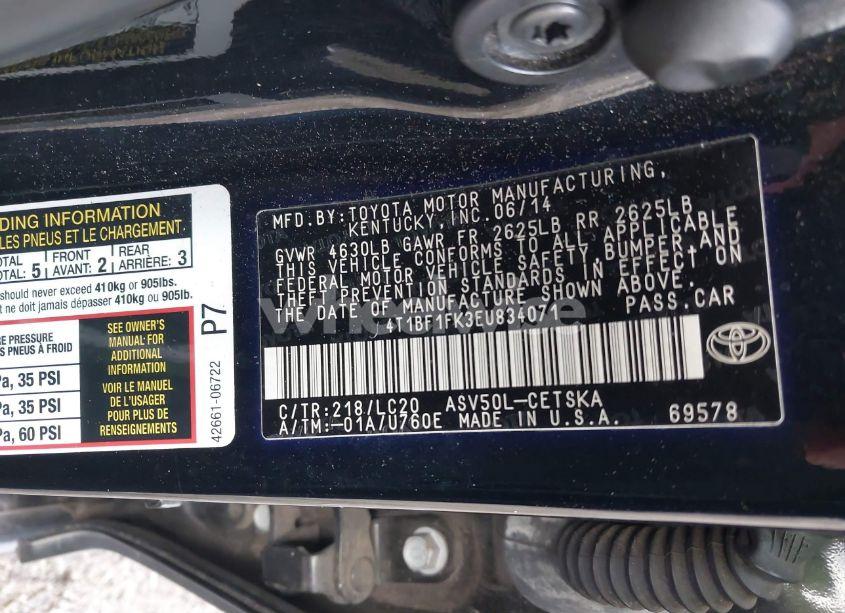 DING INFORMATION
LES PNEUS ET LE CHARGEMENT
TOTAL 5 FRONT 2 REAR 3
TOTAL: AVANT: ARRIÈRE:
should never exceed 410kg or 905lbs.
t ne doit jamais dépasser 410kg ou 905lb.
RE PRESSURE
S PNEUS À FROID
Pa, 35 PSI
Pa, 35 PSI
Pa, 60 PSI
SEE OWNER'S
MANUAL FOR
ADDITIONAL
INFORMATION
VOIR LE MANUEL
DE L'USAGER
POUR PLUS DE
RENSEIGNEMENTS
P7
42661-06722
MFD.BY:TOYOTA MOTOR MANUFACTURING,
KENTUCKY, INC. 06/14
GVWR 4630LB GAWR FR 2625LB RR 2625LB
THIS VEHICLE CONFORMS TO ALL APPLICABLE
FEDERAL MOTOR VEHICLE SAFETY, BUMPER, AND
THEFT PREVENTION STANDARDS IN EFFECT ON
THE DATE OF MANUFACTURE SHOWN ABOVE.
4T1BF1FK3EU834071 PASS.CAR
C/TR:218/LC20 ASV50L-CETSKA
A/TM:-01A/U760E MADE IN U.S.A. 69578